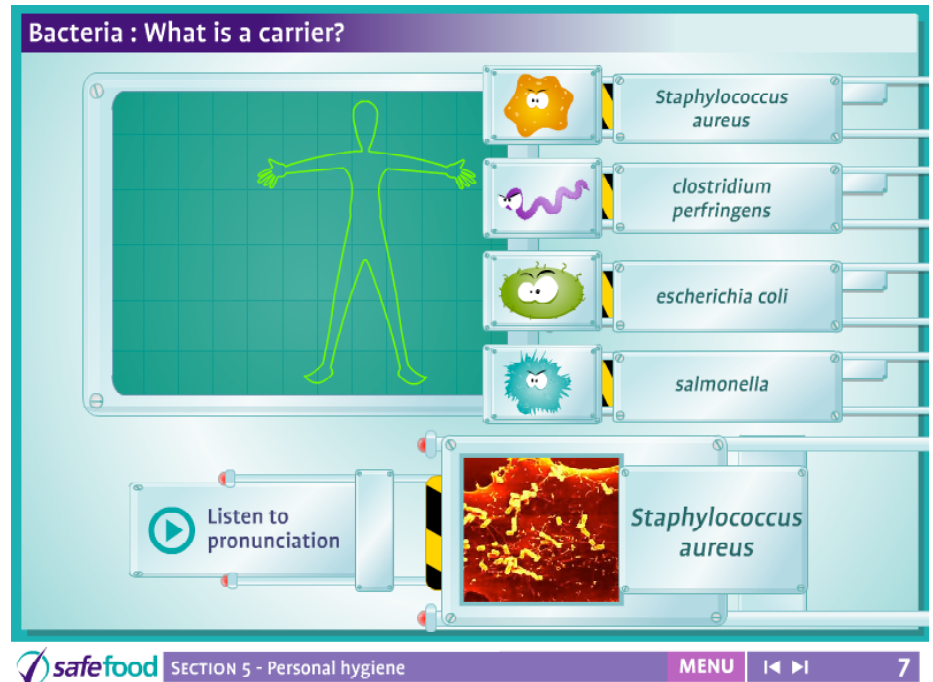 Bacteria : What is a carrier?
Staphylococcus
aureus
clostridium
perfringens
escherichia coli
salmonella
Listen to
pronunciation
Staphylococcus
aureus
safefood SECTION 5 - Personal hygiene MENU 7